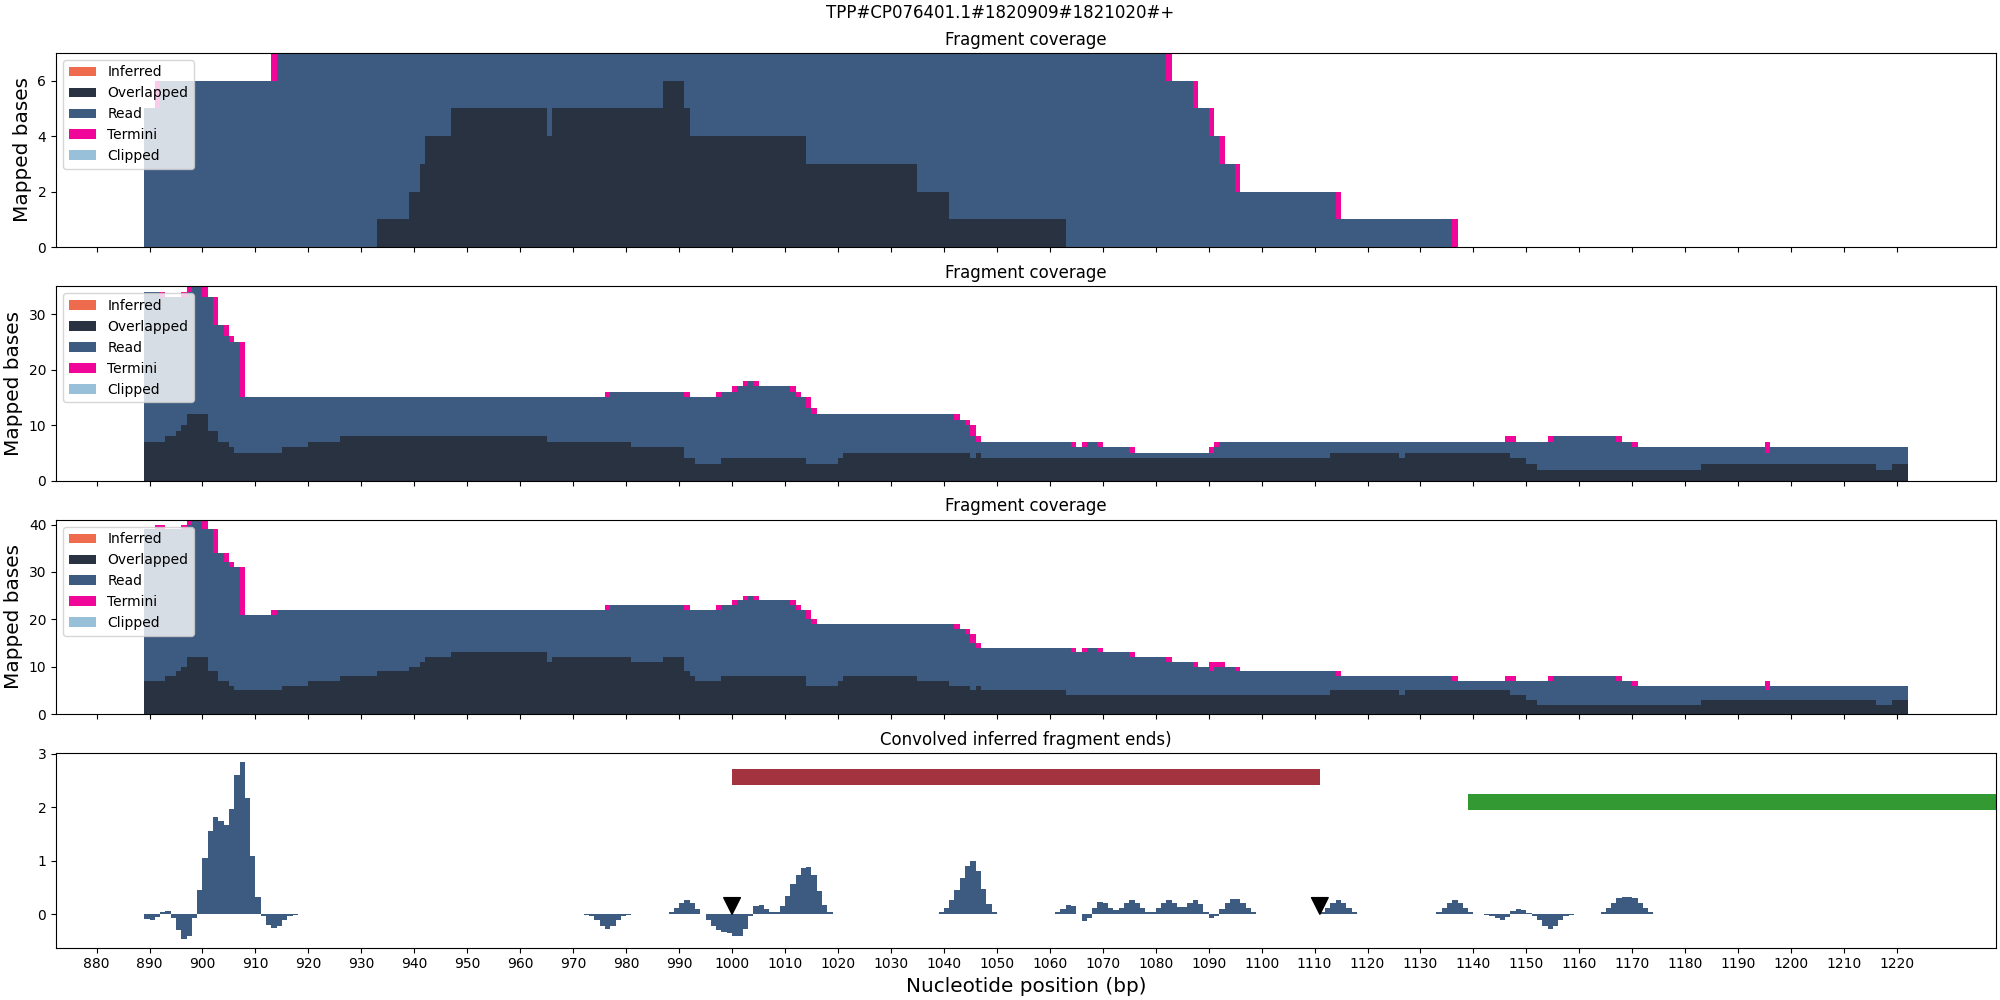 TPP#CP076401.1#1820909#1821020#+
Fragment coverage
Mapped bases
6
4
2
0
Inferred
Overlapped
Read
Termini
Clipped
Fragment coverage
Mapped bases
30
20
10
0
Inferred
Overlapped
Read
Termini
Clipped
Fragment coverage
Mapped bases
40
30
20
10
0
Inferred
Overlapped
Read
Termini
Clipped
Convolved inferred fragment ends)
3
2
1
0
880 890 900 910 920 930 940 950 960 970 980 990 1000 1010 1020 1030 1040 1050 1060 1070 1080 1090 1100 1110 1120 1130 1140 1150 1160 1170 1180 1190 1200 1210 1220
Nucleotide position (bp)